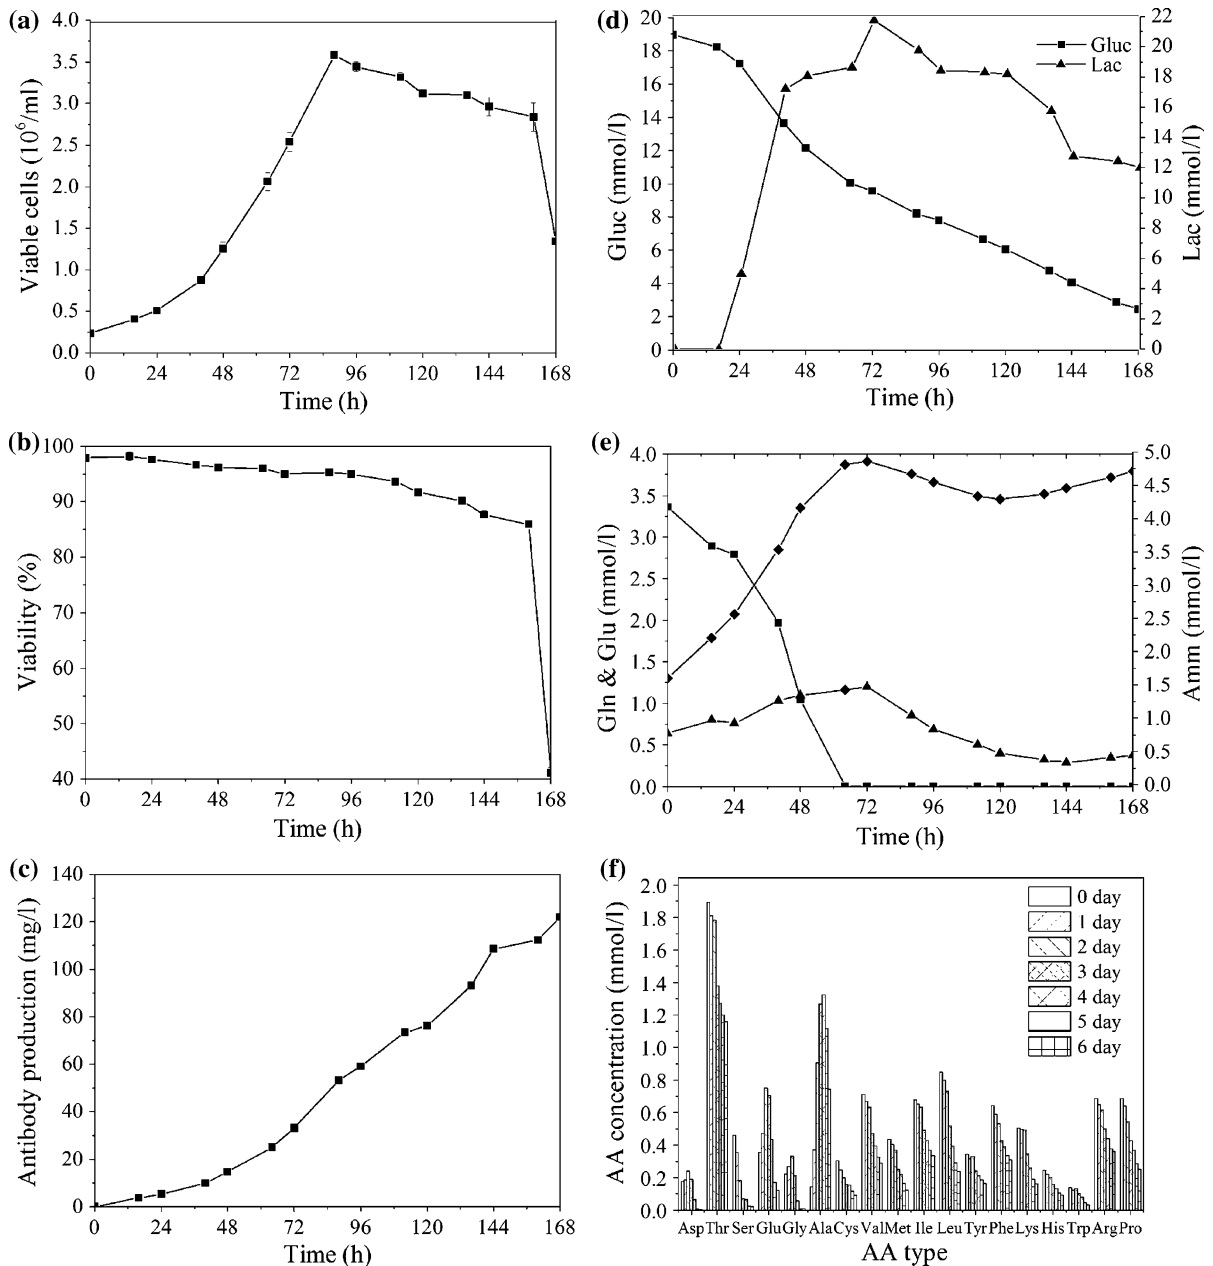 (a)
4.0
3.5
3.0
2.5
2.0
1.5
1.0
0.5
0.0
Viable cells (10^6/ml)
0 24 48 72 96 120 144 168
Time (h)
(d)
20
18
16
14
12
10
8
6
4
2
0
Gluc (mmol/l)
Gluc
Lac
22
20
18
16
14
12
10
8
6
4
2
0
Lac (mmol/l)
0 24 48 72 96 120 144 168
Time (h)
(b)
100
90
80
70
60
50
40
Viability (%)
0 24 48 72 96 120 144 168
Time (h)
(e)
4.0
3.5
3.0
2.5
2.0
1.5
1.0
0.5
0.0
Gln & Glu (mmol/l)
5.0
4.5
4.0
3.5
3.0
2.5
2.0
1.5
1.0
0.5
0.0
Amm (mmol/l)
0 24 48 72 96 120 144 168
Time (h)
(c)
140
120
100
80
60
40
20
0
Antibody production (mg/l)
0 24 48 72 96 120 144 168
Time (h)
(f)
2.0
1.8
1.6
1.4
1.2
1.0
0.8
0.6
0.4
0.2
0.0
AA concentration (mmol/l)
0 day
1 day
2 day
3 day
4 day
5 day
6 day
Asp Thr Ser Glu Gly Ala Cys Val Met Ile Leu Tyr Phe Lys His Trp Arg Pro
AA type